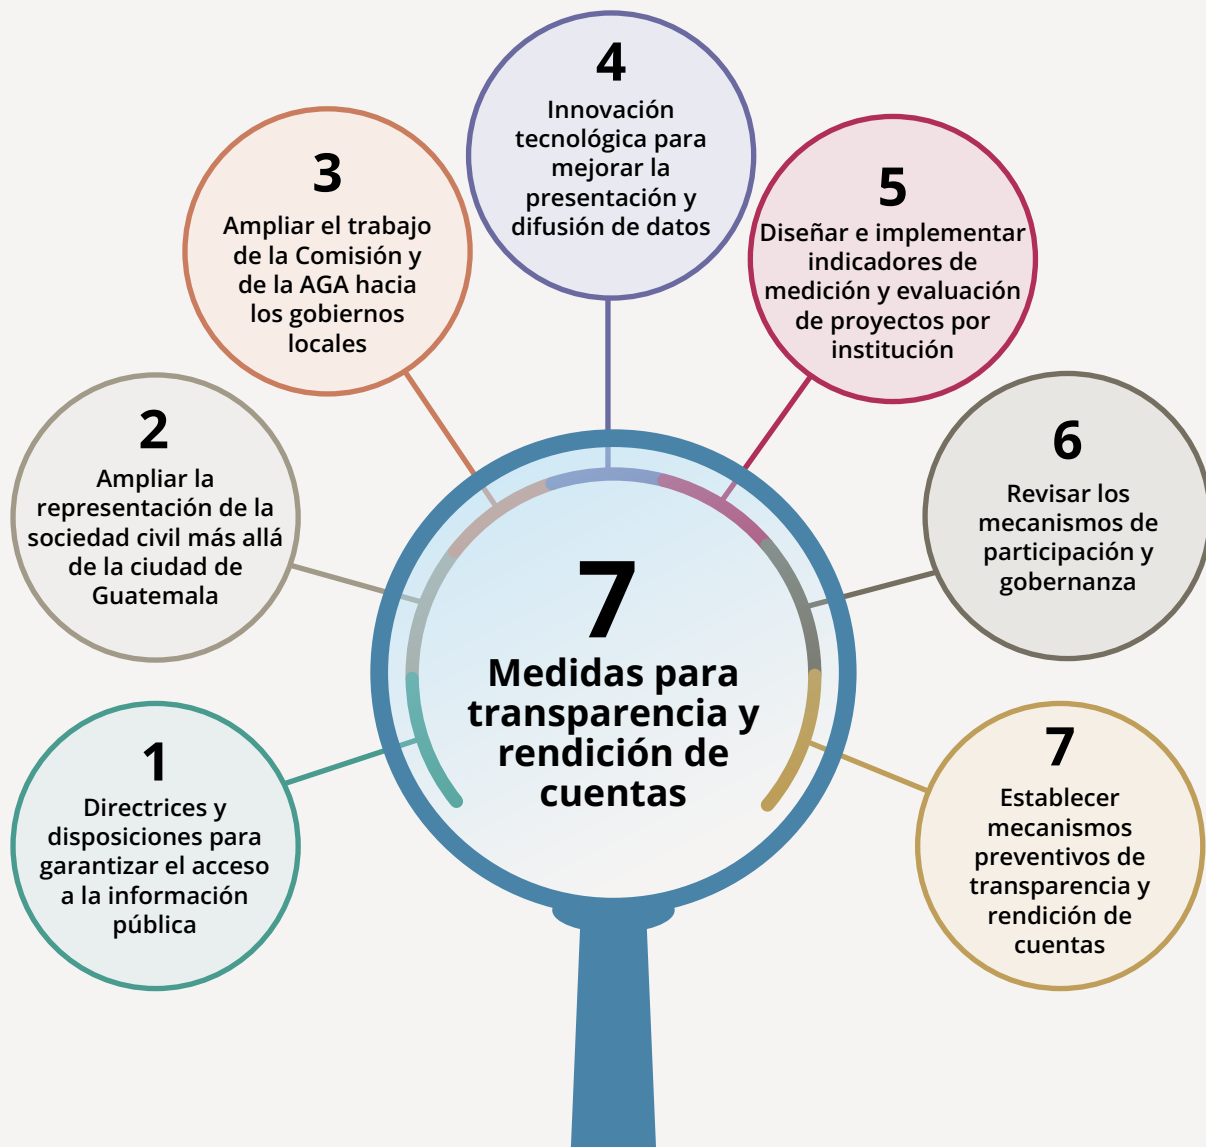 7
Medidas para
transparencia y
rendición de
cuentas
1
Directrices y
disposiciones para
garantizar el acceso
a la información
pública
2
Ampliar la
representación de la
sociedad civil más allá
de la ciudad de
Guatemala
3
Ampliar el trabajo
de la Comisión y
de la AGA hacia
los gobiernos
locales
4
Innovación
tecnológica para
mejorar la
presentación y
difusión de datos
5
Diseñar e implementar
indicadores de
medición y evaluación
de proyectos por
institución
6
Revisar los
mecanismos de
participación y
gobernanza
7
Establecer
mecanismos
preventivos de
transparencia y
rendición de
cuentas